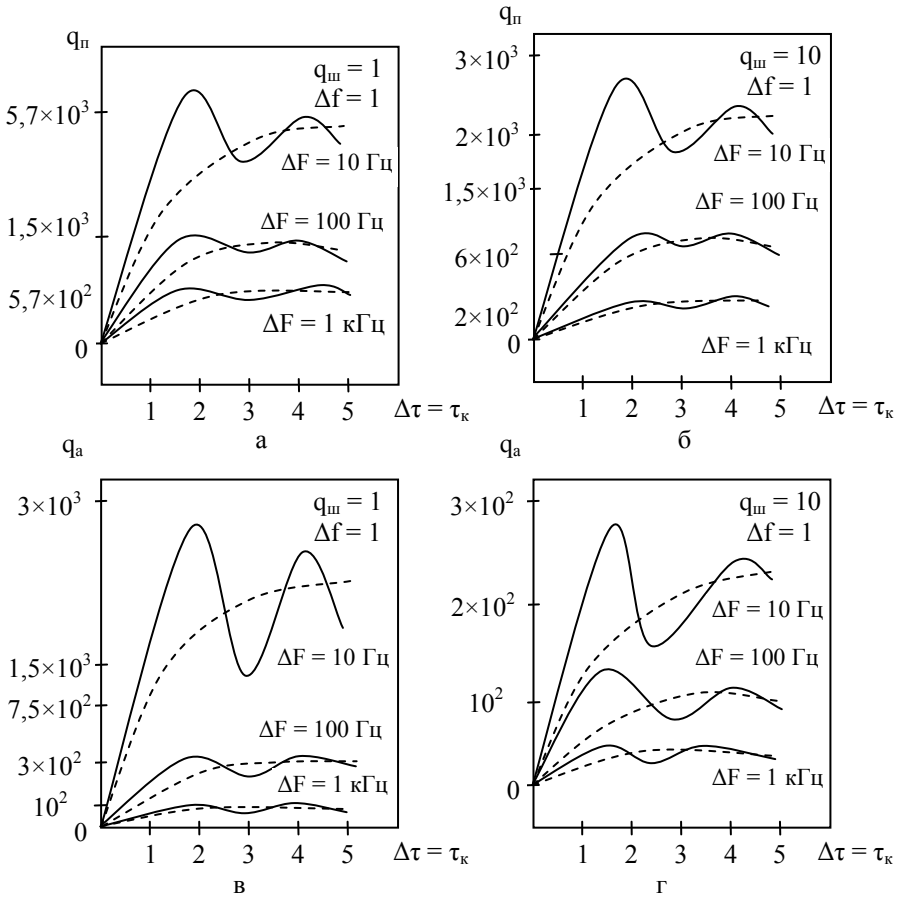 qп
qш = 1
Δf = 1
5,7×10³
ΔF = 10 Гц
ΔF = 100 Гц
1,5×10³
5,7×10²
ΔF = 1 кГц
0
1 2 3 4 5 Δτ = τк
а
qп
3×10³
qш = 10
Δf = 1
2×10³
ΔF = 10 Гц
1,5×10³
ΔF = 100 Гц
6×10²
2×10²
0
ΔF = 1 кГц
1 2 3 4 5 Δτ = τк
б
qа
3×10³
qш = 1
Δf = 1
ΔF = 10 Гц
1,5×10³
7,5×10²
ΔF = 100 Гц
3×10²
ΔF = 1 кГц
10²
0
1 2 3 4 5 Δτ = τк
в
qа
3×10²
qш = 10
Δf = 1
2×10²
ΔF = 10 Гц
ΔF = 100 Гц
10²
ΔF = 1 кГц
0
1 2 3 4 5 Δτ = τк
г